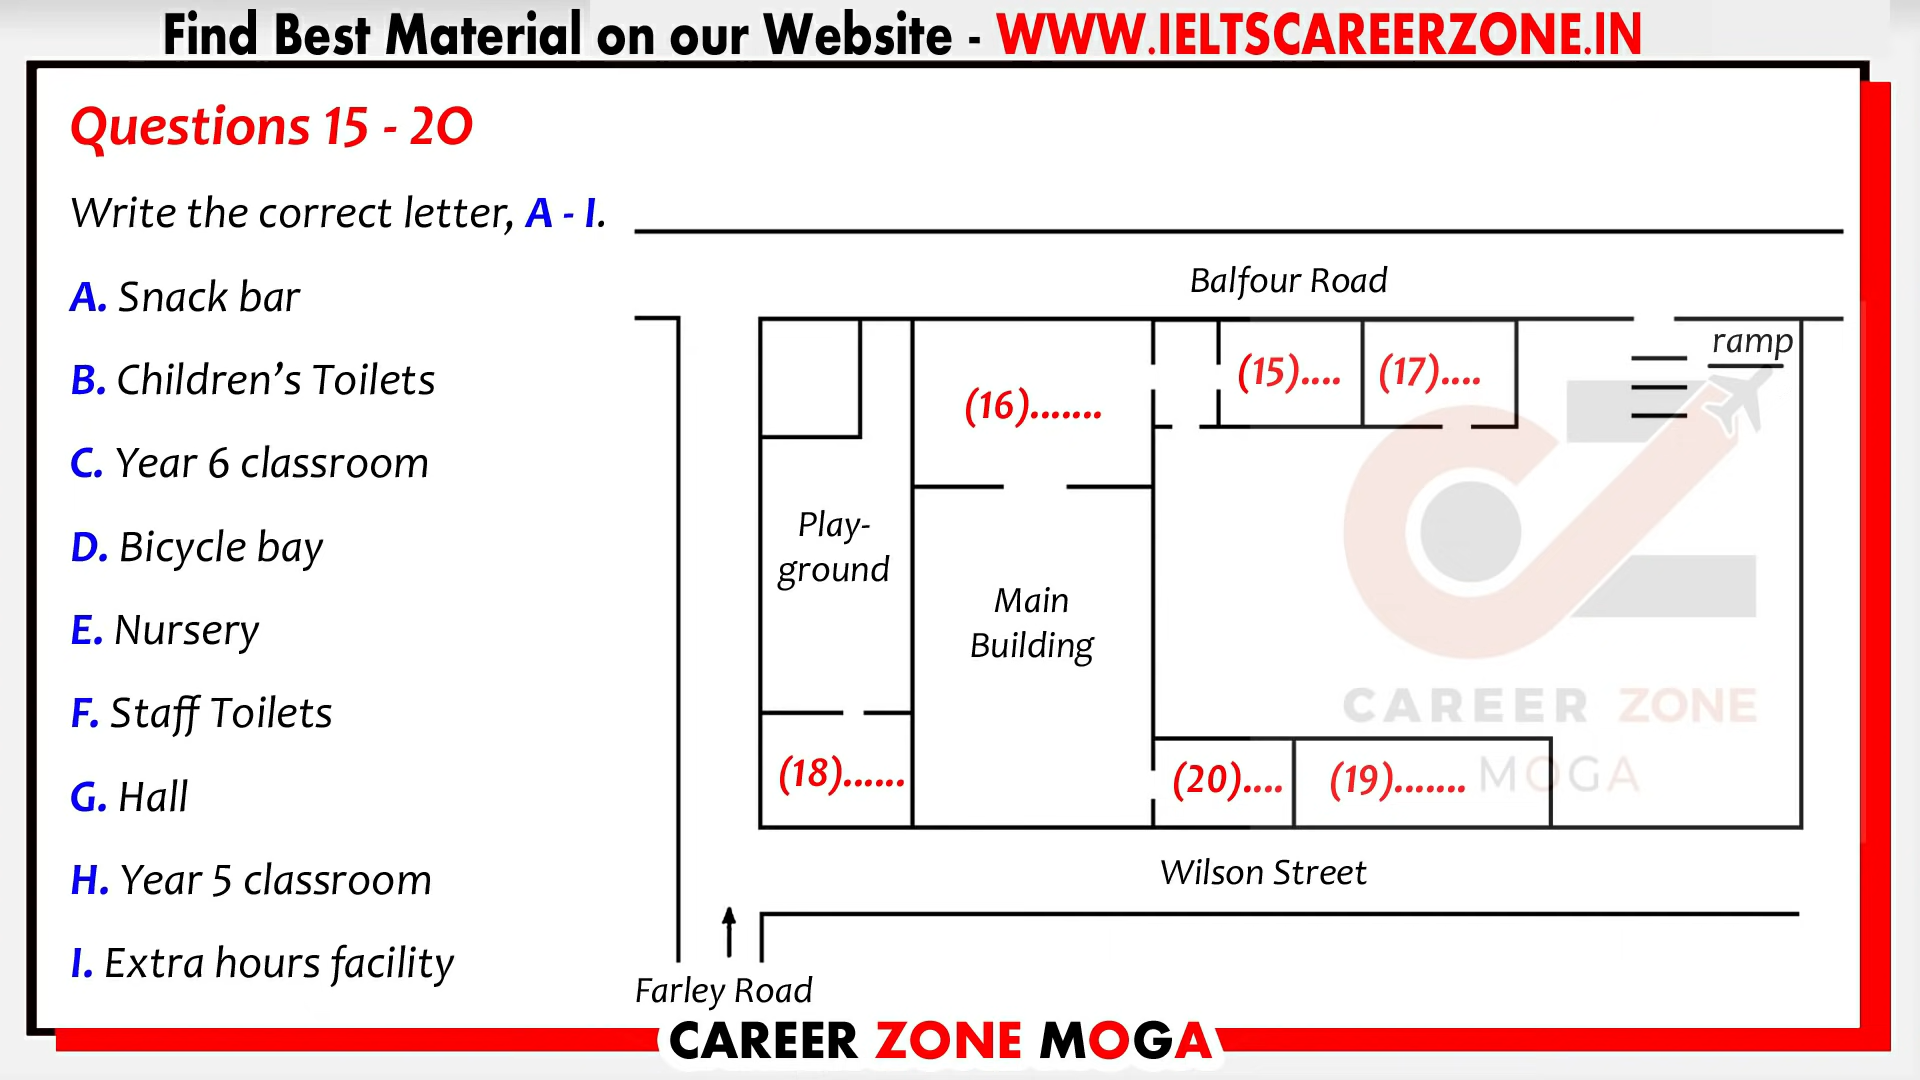 Find Best Material on our Website - WWW.IELTSCAREERZONE.IN
Questions 15 - 20
Write the correct letter, A - I.
A. Snack bar
B. Children's Toilets
C. Year 6 classroom
D. Bicycle bay
E. Nursery
F. Staff Toilets
G. Hall
H. Year 5 classroom
I. Extra hours facility
Balfour Road
ramp
(15)....
(17)....
(16).......
Play-
ground
Main
Building
CAREER ZONE
MOGA
(18)......
(20)....
(19).......
Wilson Street
Farley Road
CAREER ZONE MOGA